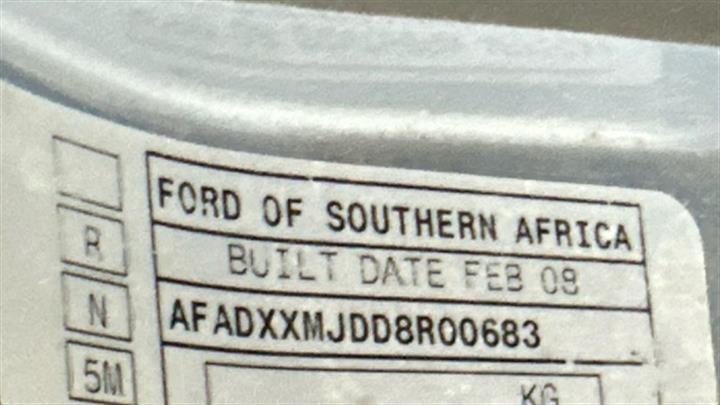 FORD OF SOUTHERN AFRICA
R
BUILT DATE FEB 08
N
AFADXXMJDD8R00683
5M
KG